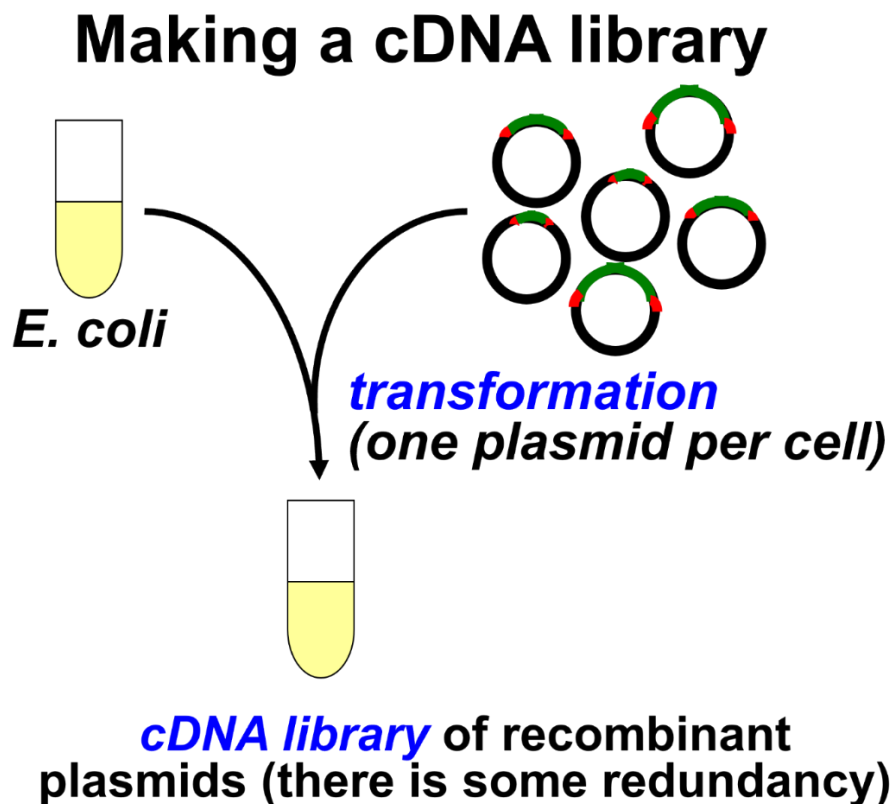 Making a cDNA library
E. coli
transformation
(one plasmid per cell)
cDNA library of recombinant
plasmids (there is some redundancy)